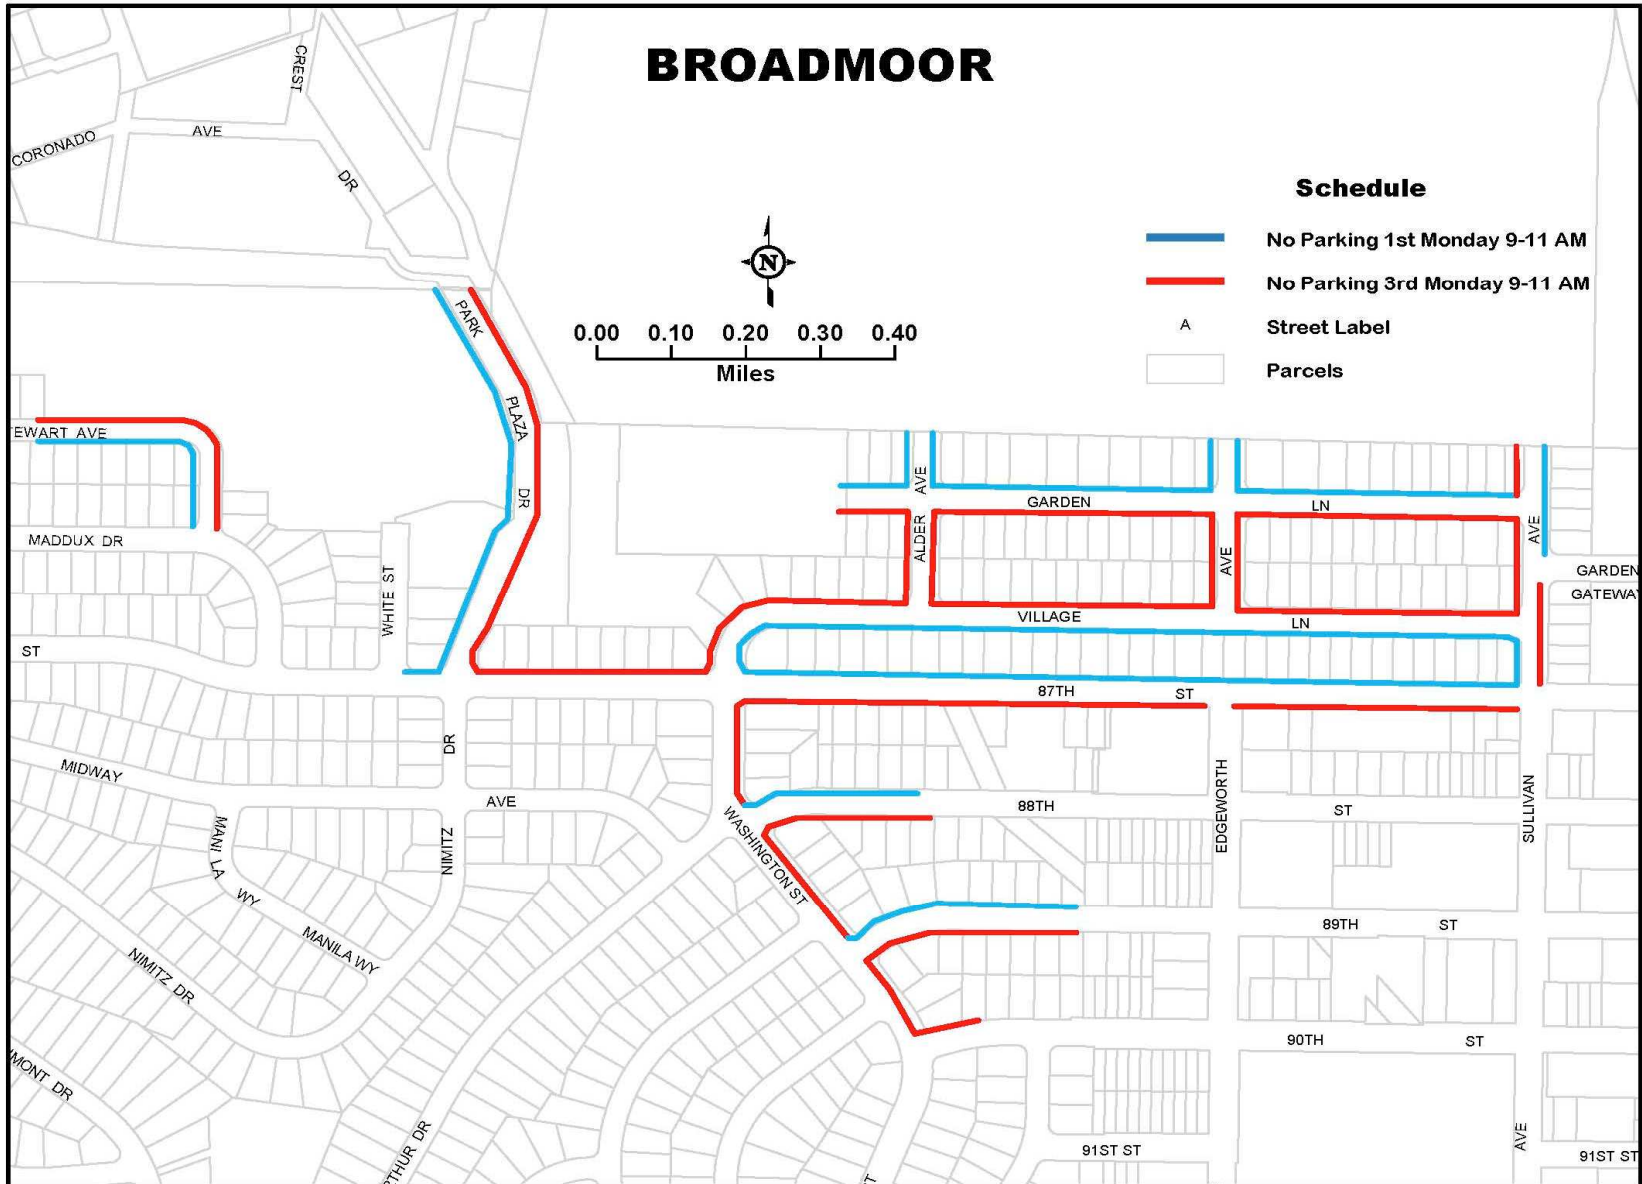 BROADMOOR
CREST
CORONADO
AVE
DR
Schedule
No Parking 1st Monday 9-11 AM
No Parking 3rd Monday 9-11 AM
A
Street Label
Parcels
N
0.00 0.10 0.20 0.30 0.40
Miles
PARK
PLAZA
DR
EWART AVE
MADDUX DR
WHITE ST
ST
AVE
ALDER
GARDEN
LN
AVE
AVE
GARDEN
GATEWAY
VILLAGE
LN
87TH
ST
DR
MIDWAY
AVE
88TH
ST
EDGEWORTH
SULLIVAN
MANI LA
WY
NIMITZ
WASHINGTON ST
MANILA WY
NIMITZ DR
89TH
ST
90TH
ST
MONT DR
THUR DR
91ST ST
AVE
91ST ST